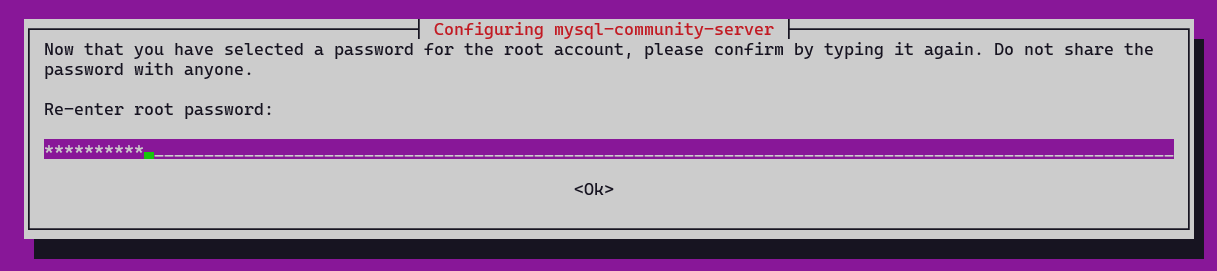 Configuring mysql-community-server
Now that you have selected a password for the root account, please confirm by typing it again. Do not share the
password with anyone.
Re-enter root password:
**********_______________________________________________________________________________________________________
<Ok>